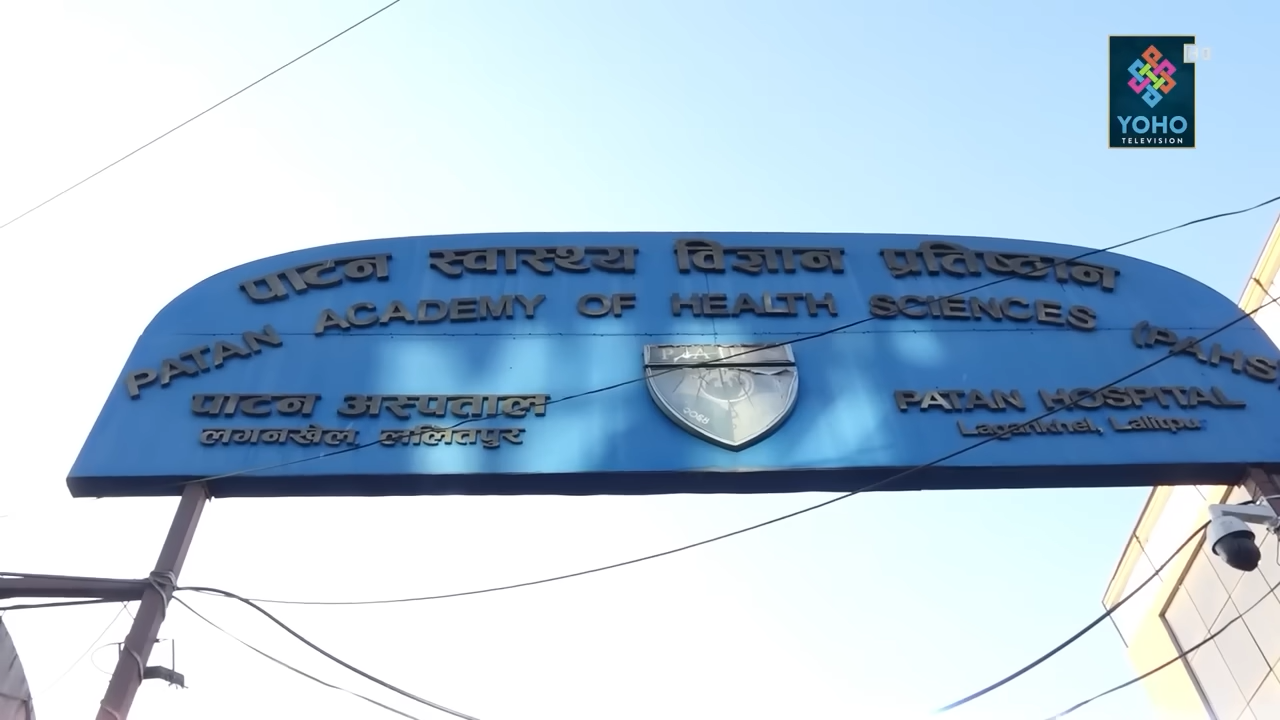 YOHO
TELEVISION
पाटन स्वास्थ्य विज्ञान प्रतिष्ठान
PATAN ACADEMY OF HEALTH SCIENCES (PAHS
पाटन अस्पताल
लगनखेल, ललितपुर
PATAN HOSPITAL
Lagankhel, Lalitpur